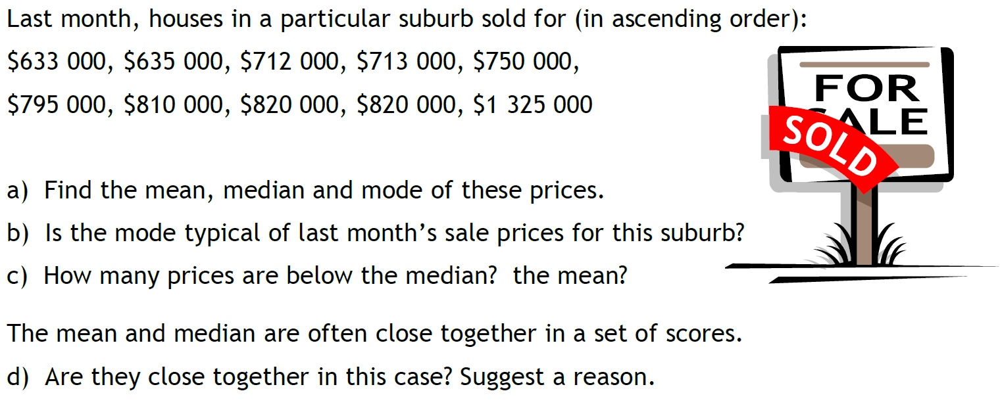 Last month, houses in a particular suburb sold for (in ascending order):
$633 000, $635 000, $712 000, $713 000, $750 000,
$795 000, $810 000, $820 000, $820 000, $1 325 000
FOR
SALE
SOLD
a) Find the mean, median and mode of these prices.
b) Is the mode typical of last month’s sale prices for this suburb?
c) How many prices are below the median? the mean?
The mean and median are often close together in a set of scores.
d) Are they close together in this case? Suggest a reason.